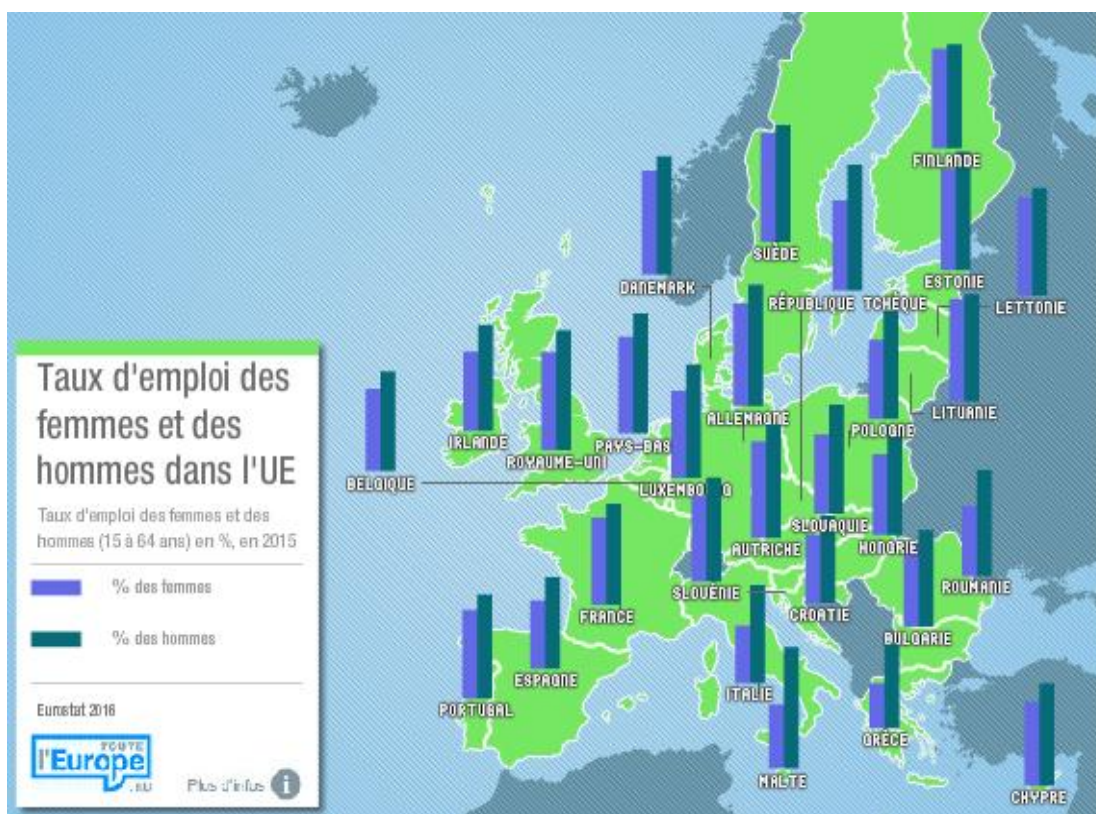 FINLANDE
SUÈDE
ESTONIE
DANEMARK
RÉPUBLIQUE TCHÈQUE
LETTONIE
Taux d'emploi des
femmes et des
hommes dans l'UE
Taux d'emploi des femmes et des
hommes (15 à 64 ans) en %, en 2015
% des femmes
% des hommes
Eurostat 2016
TOUTE
l'Europe
.EU
Plus d'infos
i
ALLEMAGNE
LITUANIE
POLOGNE
IRLANDE
PAYS-BAS
ROYAUME-UNI
BELGIQUE
LUXEMBOURG
SLOVAQUIE
AUTRICHE
HONGRIE
ROUMANIE
SLOVÉNIE
FRANCE
CROATIE
BULGARIE
ESPAGNE
ITALIE
PORTUGAL
GRÈCE
MALTE
CHYPRE